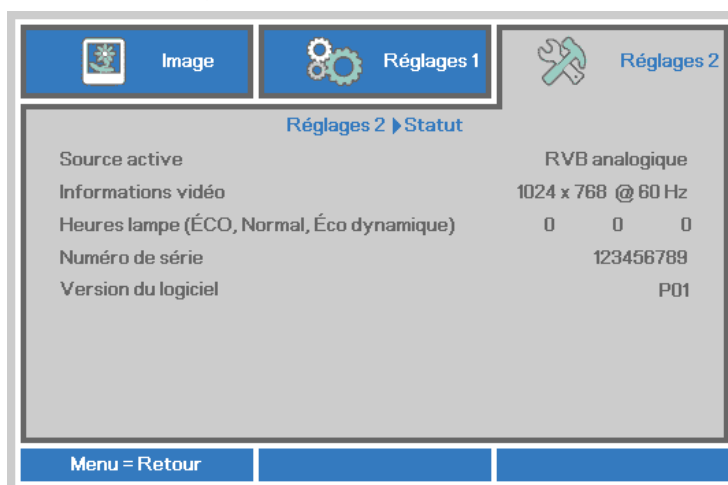 Image
Réglages 1
Réglages 2
Réglages 2 ▶ Statut
Source active RVB analogique
Informations vidéo 1024 x 768 @ 60 Hz
Heures lampe (ÉCO, Normal, Éco dynamique) 0 0 0
Numéro de série 123456789
Version du logiciel P01
Menu = Retour